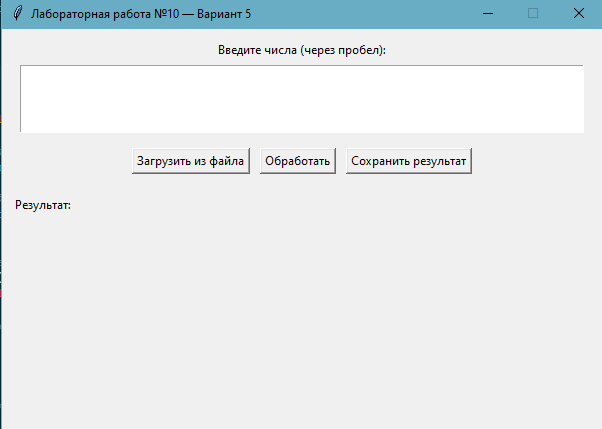 Лабораторная работа №10 — Вариант 5
Введите числа (через пробел):
Загрузить из файла Обработать Сохранить результат
Результат: